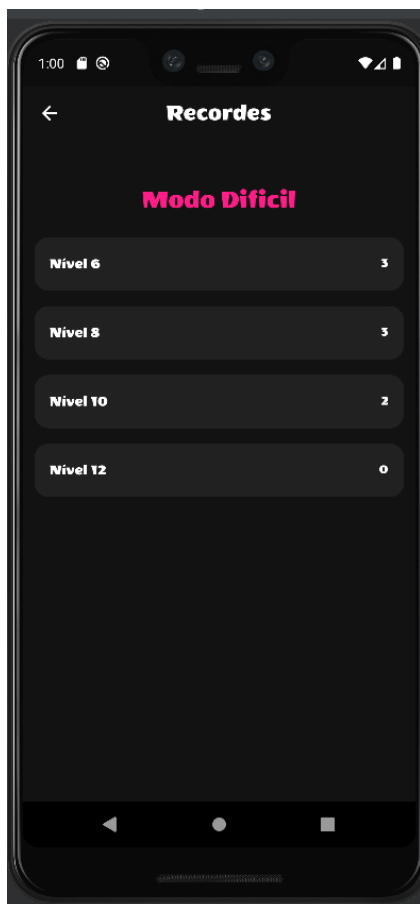 1:00
Recordes
Modo Dificil
Nível 6 3
Nível 8 3
Nível 10 2
Nível 12 0